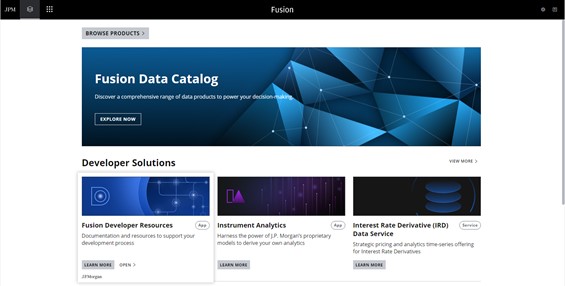 JPM
Fusion
BROWSE PRODUCTS
Fusion Data Catalog
Discover a comprehensive range of data products to power your decision-making.
EXPLORE NOW
Developer Solutions
VIEW MORE
Fusion Developer Resources
App
Documentation and resources to support your
development process
LEARN MORE
OPEN
J.P.Morgan
Instrument Analytics
App
Harness the power of J.P. Morgan's proprietary
models to derive your own analytics
LEARN MORE
Interest Rate Derivative (IRD)
Data Service
Service
Strategic pricing and analytics time-series offering
for Interest Rate Derivatives
LEARN MORE